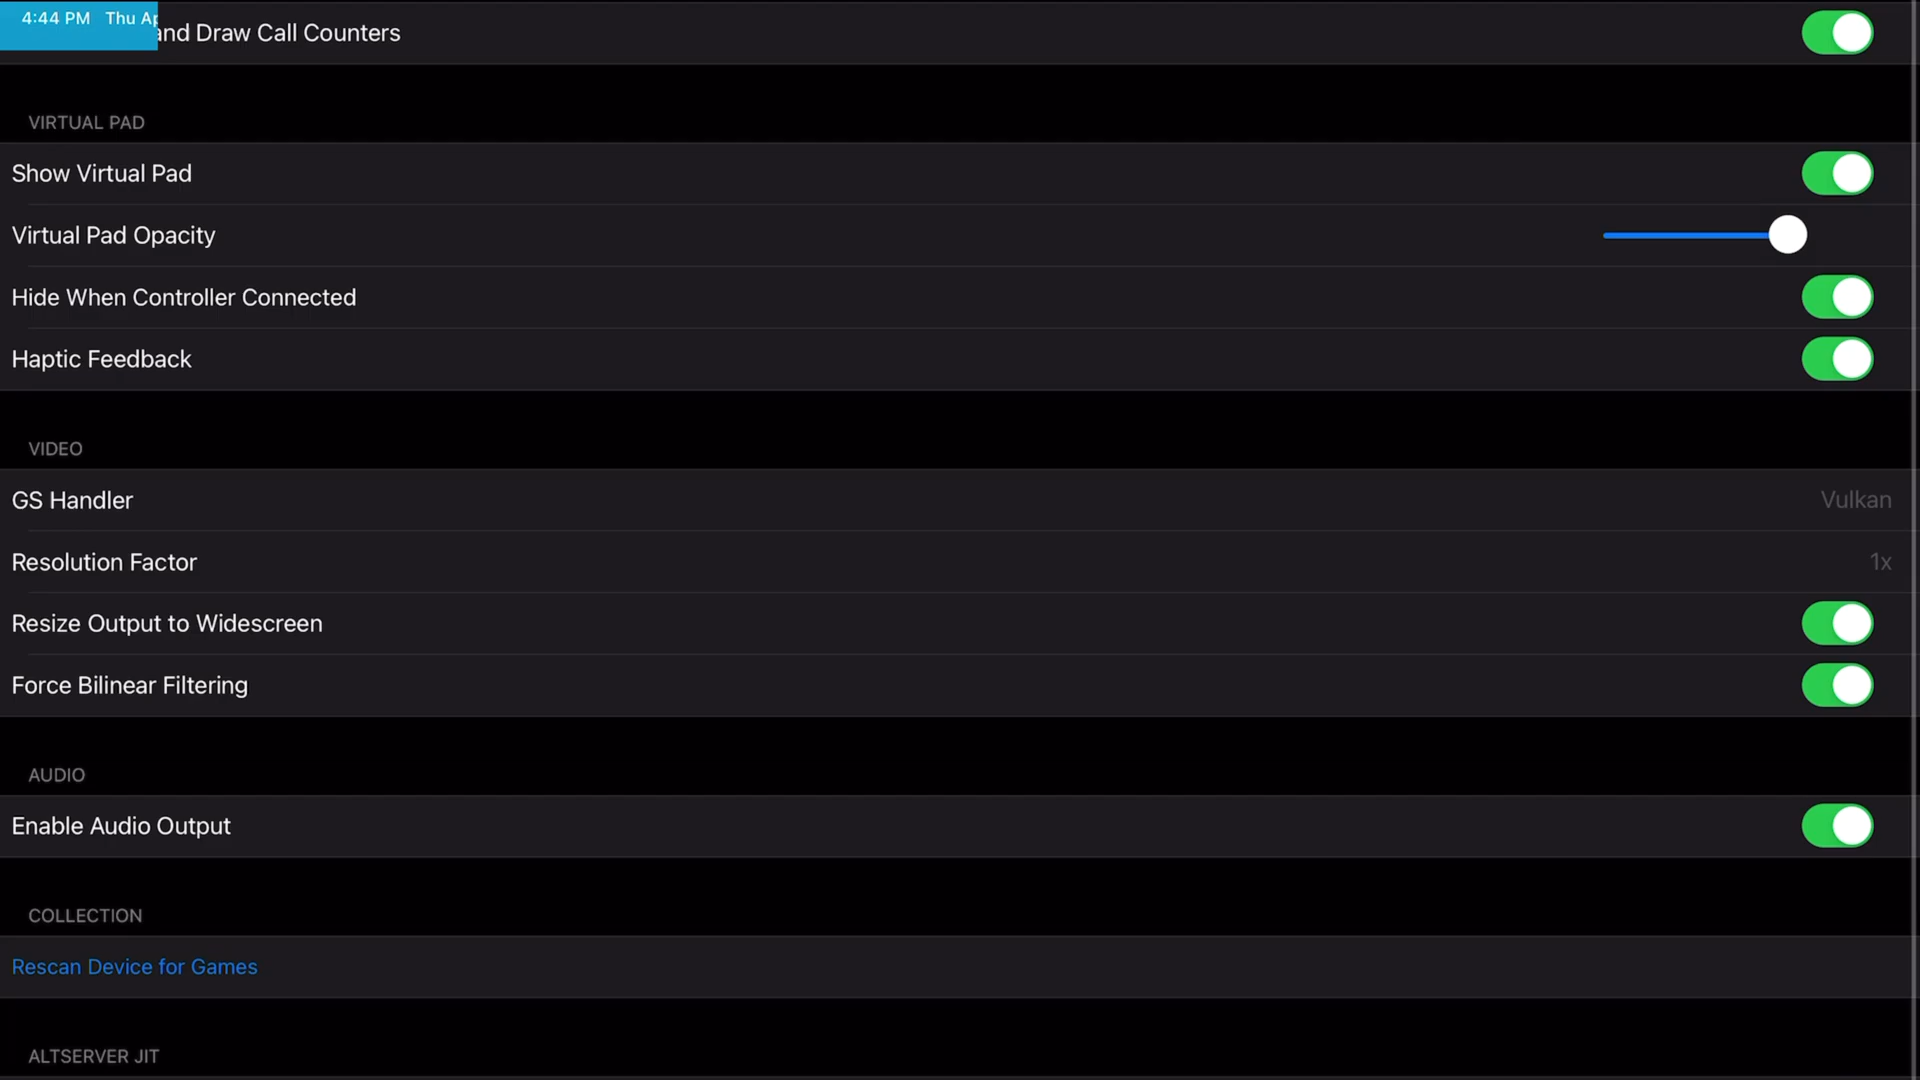 4:44 PM Thu
and Draw Call Counters
VIRTUAL PAD
Show Virtual Pad
Virtual Pad Opacity
Hide When Controller Connected
Haptic Feedback
VIDEO
GS Handler Vulkan
Resolution Factor 1x
Resize Output to Widescreen
Force Bilinear Filtering
AUDIO
Enable Audio Output
COLLECTION
Rescan Device for Games
ALTSERVER JIT